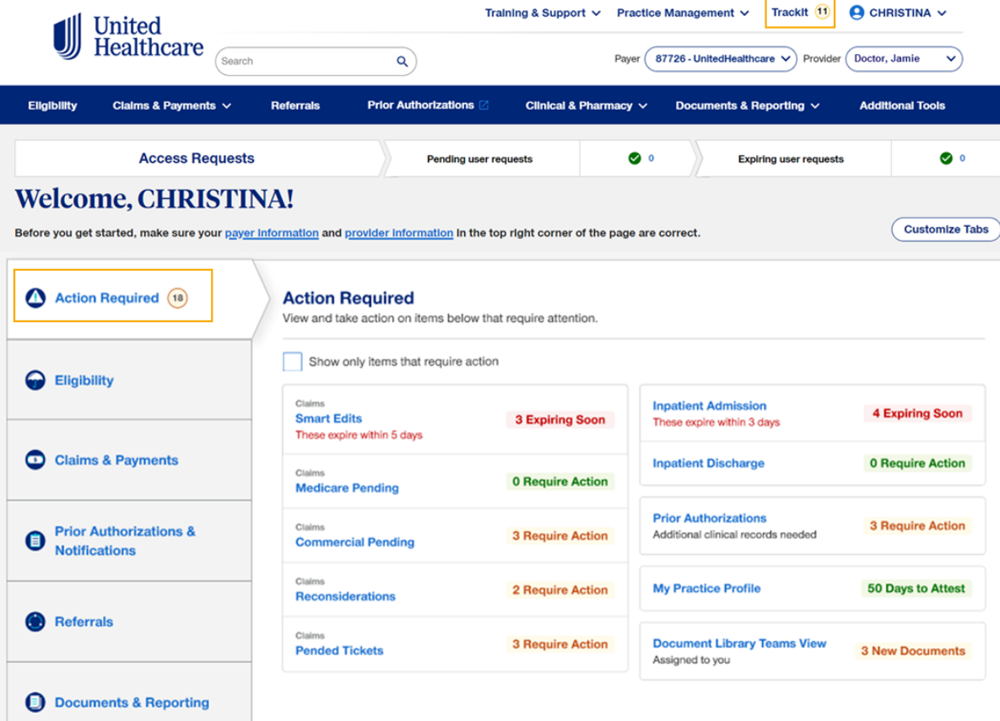 United
Healthcare
Training & Support
Practice Management
TrackIt 11
CHRISTINA
Search
Payer 87726 - UnitedHealthcare
Provider Doctor, Jamie
Eligibility
Claims & Payments
Referrals
Prior Authorizations
Clinical & Pharmacy
Documents & Reporting
Additional Tools
Access Requests
Pending user requests
0
Expiring user requests
0
Welcome, CHRISTINA!
Before you get started, make sure your payer information and provider information in the top right corner of the page are correct.
Customize Tabs
Action Required 18
Eligibility
Claims & Payments
Prior Authorizations &
Notifications
Referrals
Documents & Reporting
Action Required
View and take action on items below that require attention.
Show only items that require action
Claims
Smart Edits
These expire within 5 days
3 Expiring Soon
Claims
Medicare Pending
0 Require Action
Claims
Commercial Pending
3 Require Action
Claims
Reconsiderations
2 Require Action
Claims
Pended Tickets
3 Require Action
Inpatient Admission
These expire within 3 days
4 Expiring Soon
Inpatient Discharge
0 Require Action
Prior Authorizations
Additional clinical records needed
3 Require Action
My Practice Profile
50 Days to Attest
Document Library Teams View
Assigned to you
3 New Documents